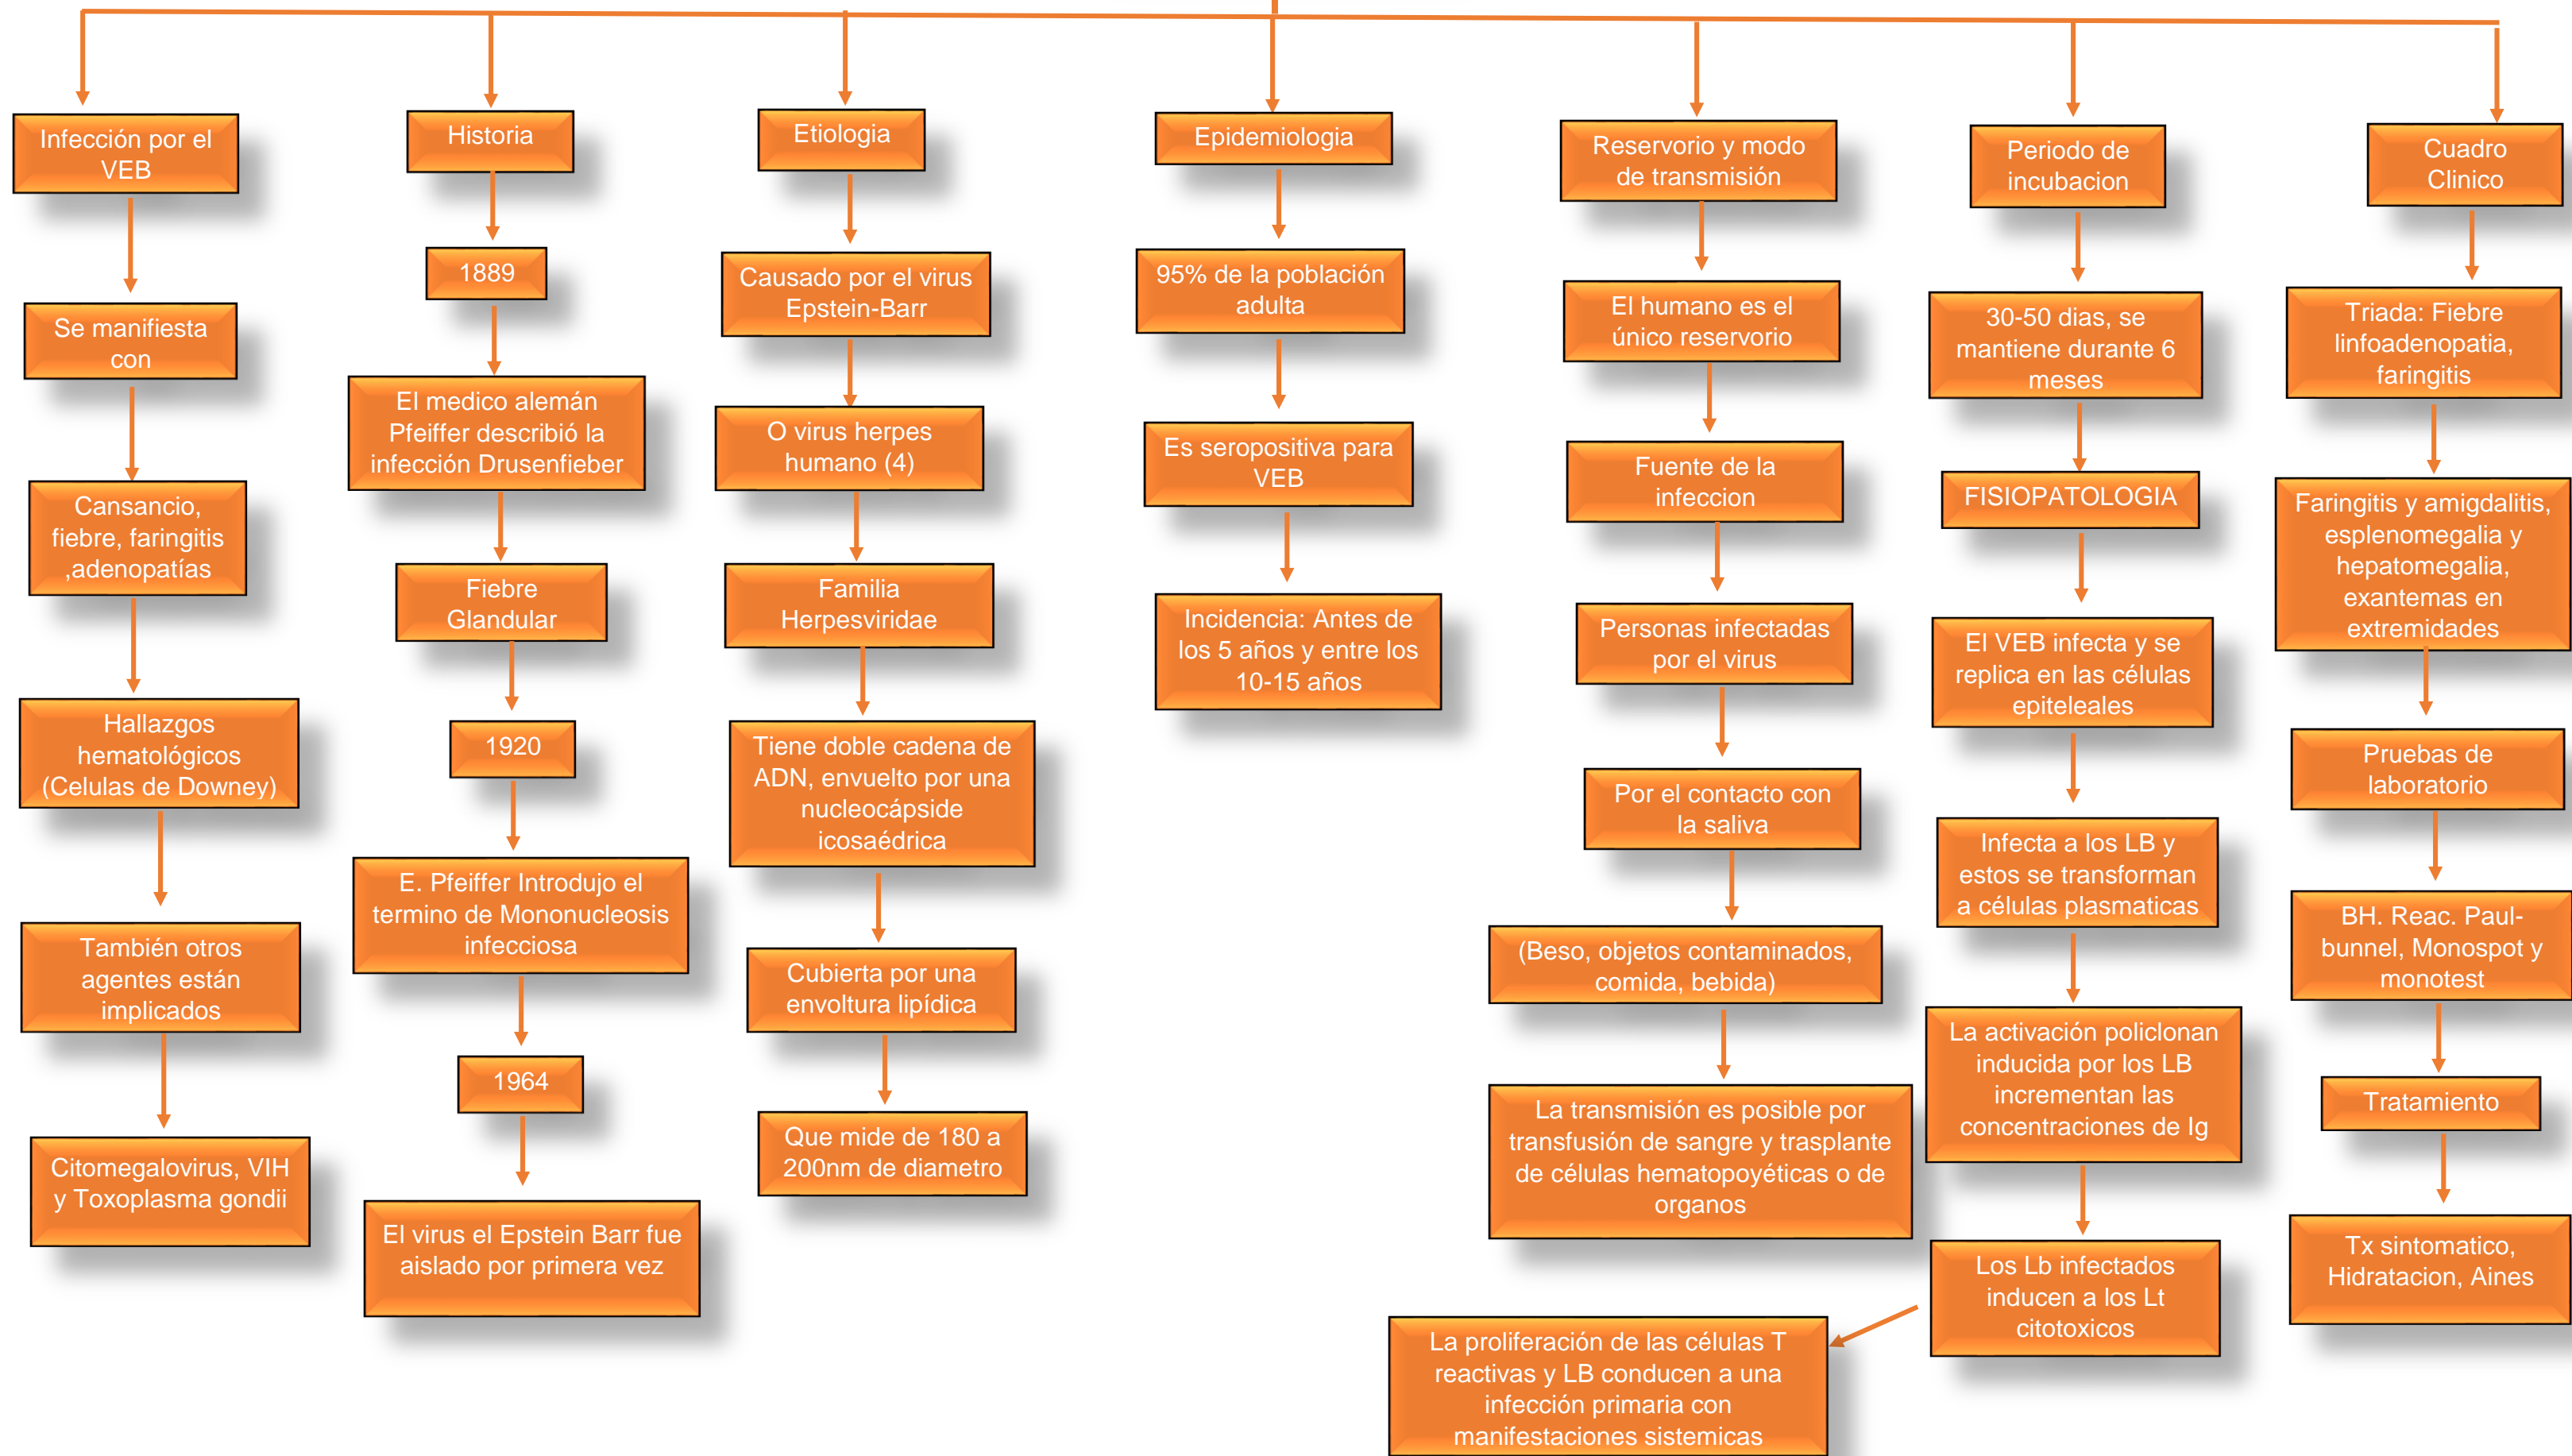 Infección por el
VEB
Se manifiesta
con
Cansancio,
fiebre, faringitis
,adenopatías
Hallazgos
hematológicos
(Celulas de Downey)
También otros
agentes están
implicados
Citomegalovirus, VIH
y Toxoplasma gondii
Historia
1889
El medico alemán
Pfeiffer describió la
infección Drusenfieber
Fiebre
Glandular
1920
E. Pfeiffer Introdujo el
termino de Mononucleosis
infecciosa
1964
El virus el Epstein Barr fue
aislado por primera vez
Etiologia
Causado por el virus
Epstein-Barr
O virus herpes
humano (4)
Familia
Herpesviridae
Tiene doble cadena de
ADN, envuelto por una
nucleocápside
icosaédrica
Cubierta por una
envoltura lipídica
Que mide de 180 a
200nm de diametro
Epidemiologia
95% de la población
adulta
Es seropositiva para
VEB
Incidencia: Antes de
los 5 años y entre los
10-15 años
Reservorio y modo
de transmisión
El humano es el
único reservorio
Fuente de la
infeccion
Personas infectadas
por el virus
Por el contacto con
la saliva
(Beso, objetos contaminados,
comida, bebida)
La transmisión es posible por
transfusión de sangre y trasplante
de células hematopoyéticas o de
organos
Periodo de
incubacion
30-50 dias, se
mantiene durante 6
meses
FISIOPATOLOGIA
El VEB infecta y se
replica en las células
epiteleales
Infecta a los LB y
estos se transforman
a células plasmaticas
La activación policlonan
inducida por los LB
incrementan las
concentraciones de Ig
Los Lb infectados
inducen a los Lt
citotoxicos
La proliferación de las células T
reactivas y LB conducen a una
infección primaria con
manifestaciones sistemicas
Cuadro
Clinico
Triada: Fiebre
linfoadenopatia,
faringitis
Faringitis y amigdalitis,
esplenomegalia y
hepatomegalia,
exantemas en
extremidades
Pruebas de
laboratorio
BH. Reac. Paul-
bunnel, Monospot y
monotest
Tratamiento
Tx sintomatico,
Hidratacion, Aines